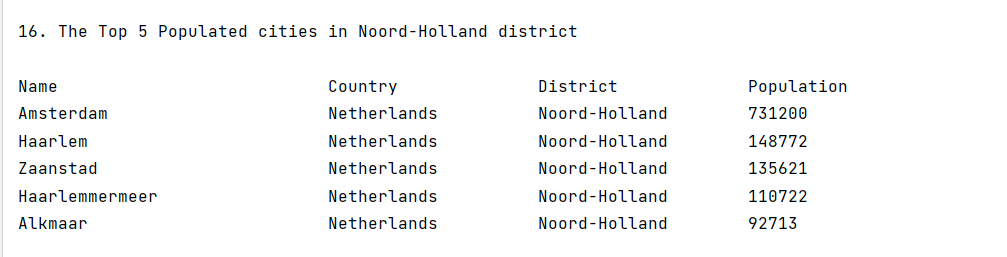 16. The Top 5 Populated cities in Noord-Holland district
Name Country District Population
Amsterdam Netherlands Noord-Holland 731200
Haarlem Netherlands Noord-Holland 148772
Zaanstad Netherlands Noord-Holland 135621
Haarlemmermeer Netherlands Noord-Holland 110722
Alkmaar Netherlands Noord-Holland 92713